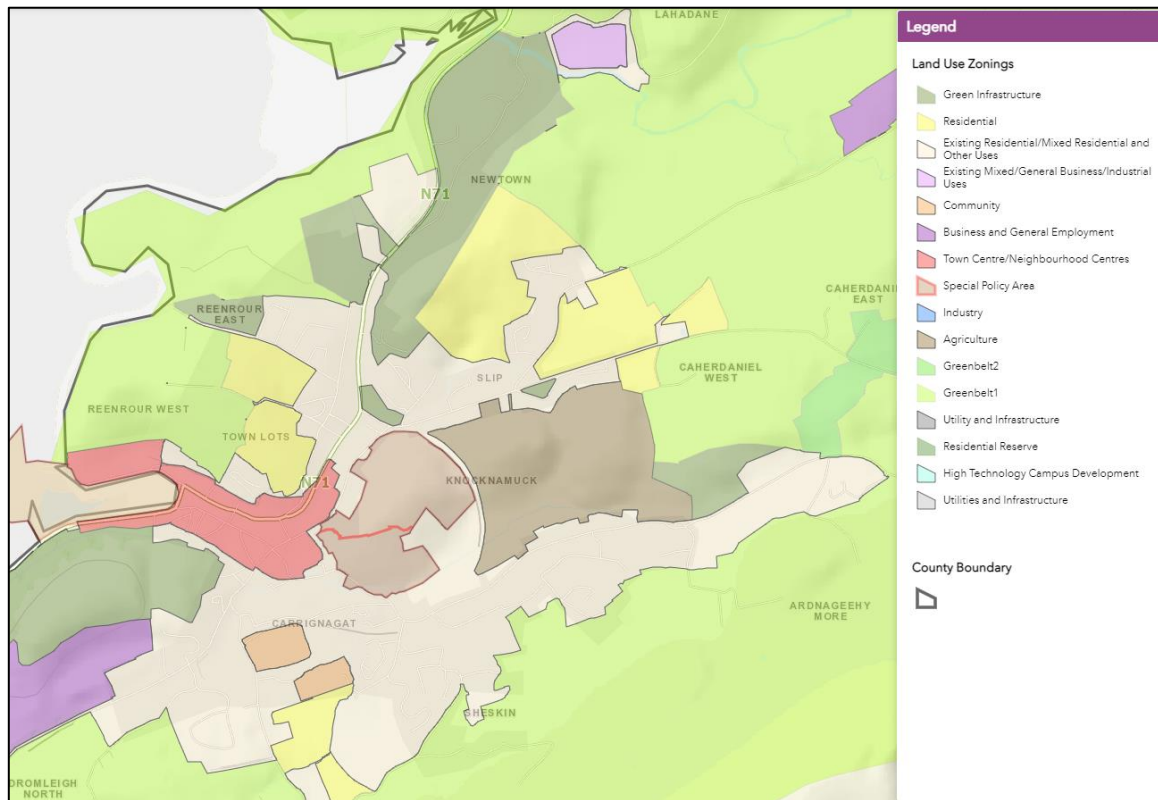 LAHADANE
NEWTOWN
N71
REENROUR
EAST
CAHERDANI
EAST
SLIP
CAHERDANIEL
WEST
REENROUR WEST
TOWN LOTS
N71
KNOCKNAMUCK
CARRIGNAGAT
ARDNAGEEHY
MORE
SHESKIN
DROMLEIGH
NORTH
Legend
Land Use Zonings
Green Infrastructure
Residential
Existing Residential/Mixed Residential and
Other Uses
Existing Mixed/General Business/Industrial
Uses
Community
Business and General Employment
Town Centre/Neighbourhood Centres
Special Policy Area
Industry
Agriculture
Greenbelt2
Greenbelt1
Utility and Infrastructure
Residential Reserve
High Technology Campus Development
Utilities and Infrastructure
County Boundary